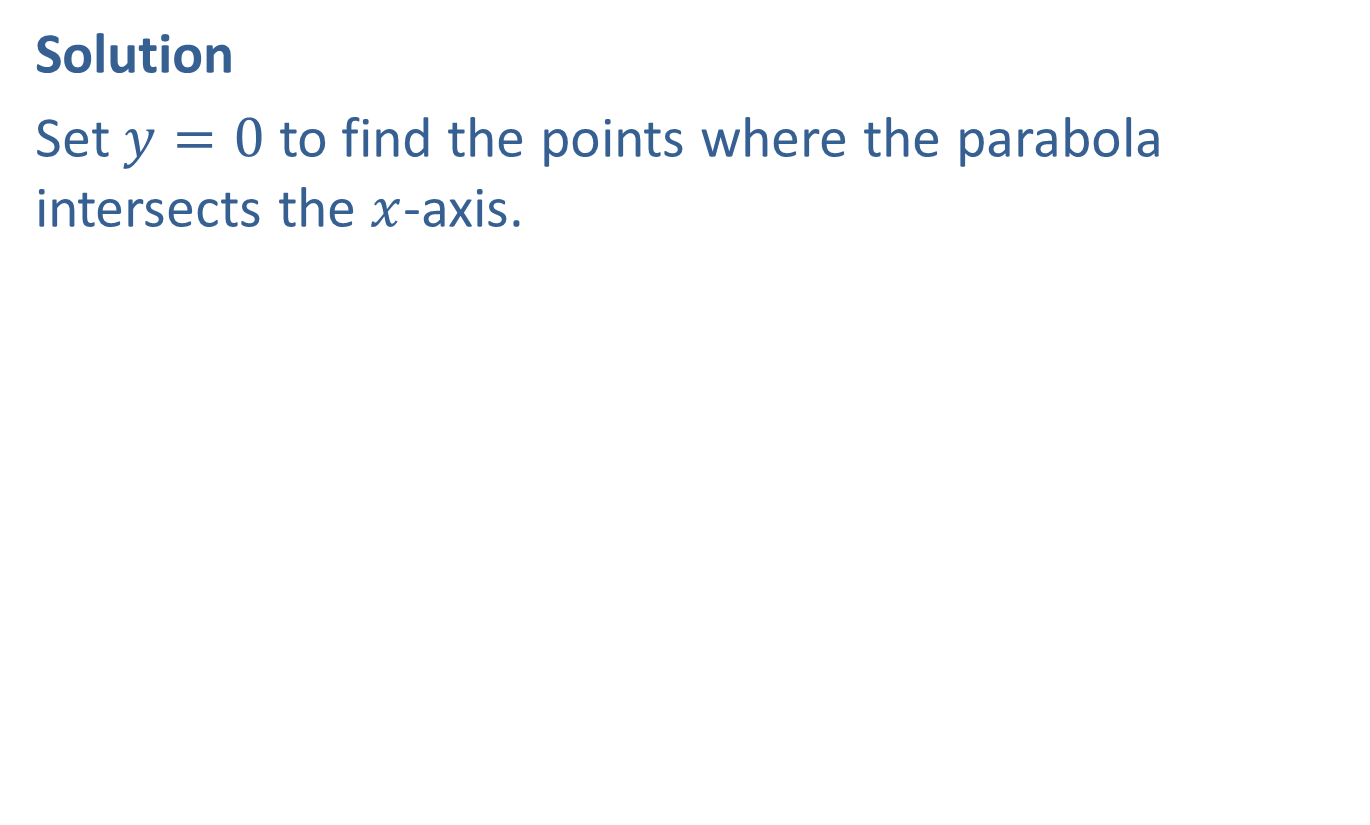 Solution
Set 𝑦 = 0 to find the points where the parabola
intersects the 𝑥-axis.